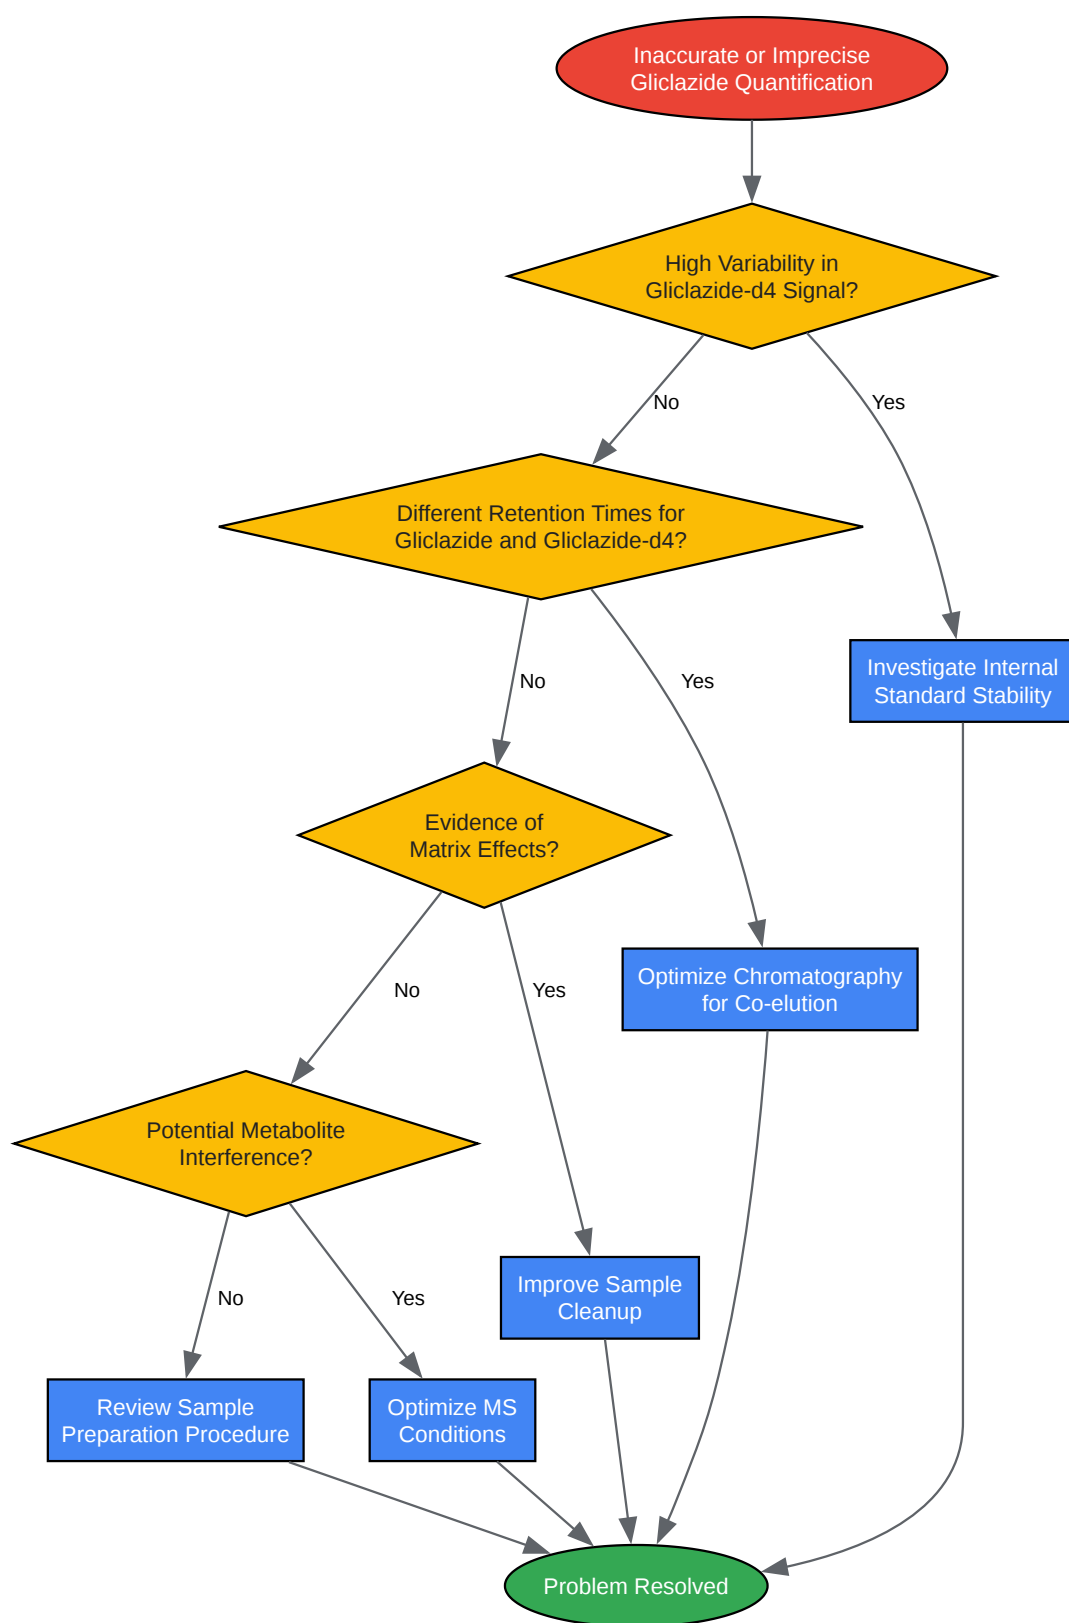 Inaccurate or Imprecise
Gliclazide Quantification
High Variability in
Gliclazide-d4 Signal?
No
Yes
Different Retention Times for
Gliclazide and Gliclazide-d4?
Investigate Internal
Standard Stability
No
Yes
Evidence of
Matrix Effects?
Optimize Chromatography
for Co-elution
No
Yes
Potential Metabolite
Interference?
Improve Sample
Cleanup
No
Yes
Review Sample
Preparation Procedure
Optimize MS
Conditions
Problem Resolved